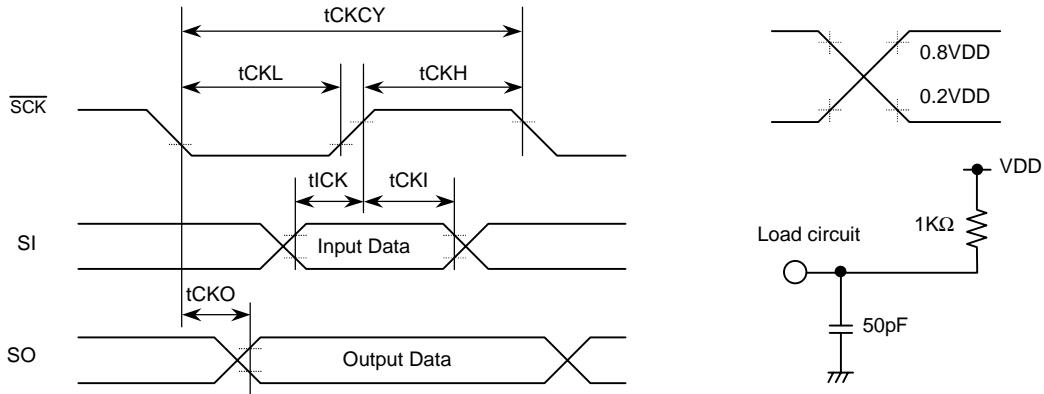 tCKCY
tCKL
tCKH
SCK
tICK
tCKI
SI
Input Data
tCKO
SO
Output Data
0.8VDD
0.2VDD
VDD
1KΩ
Load circuit
50pF